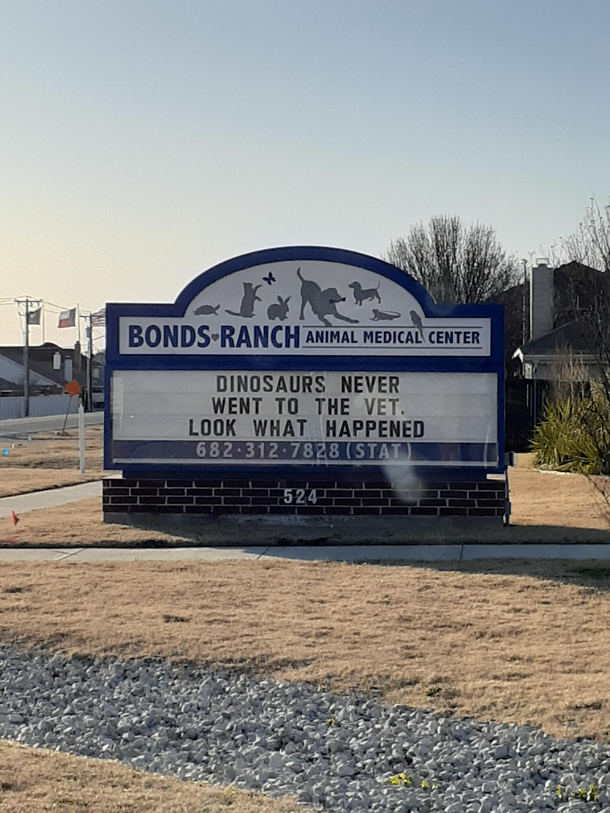 BONDS RANCH ANIMAL MEDICAL CENTER
DINOSAURS NEVER
WENT TO THE VET.
LOOK WHAT HAPPENED
682·312·7828 (STAT)
524